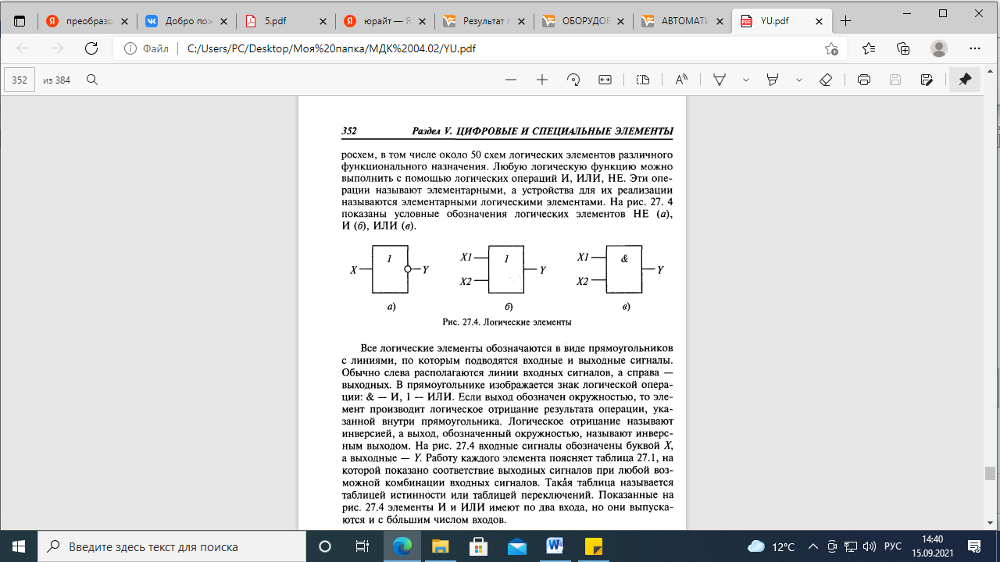 преобразо
Добро пож
5.pdf
юрайт — Я
Результат п
ОБОРУДОВ
АВТОМАТИ
YU.pdf
Файл
C:/Users/PC/Desktop/Моя%20папка/МДК%2004.02/YU.pdf
352
из 384
352 Раздел V. ЦИФРОВЫЕ И СПЕЦИАЛЬНЫЕ ЭЛЕМЕНТЫ
росхем, в том числе около 50 схем логических элементов различного
функционального назначения. Любую логическую функцию можно
выполнить с помощью логических операций И, ИЛИ, НЕ. Эти опе-
рации называют элементарными, а устройства для их реализации
называются элементарными логическими элементами. На рис. 27. 4
показаны условные обозначения логических элементов НЕ (а),
И (б), ИЛИ (в).
X 1 Y
X1 X2 1 Y
X1 X2 & Y
а) б) в)
Рис. 27.4. Логические элементы
Все логические элементы обозначаются в виде прямоугольников
с линиями, по которым подводятся входные и выходные сигналы.
Обычно слева располагаются линии входных сигналов, а справа —
выходных. В прямоугольнике изображается знак логической опера-
ции: & — И, 1 — ИЛИ. Если выход обозначен окружностью, то эле-
мент производит логическое отрицание результата операции, ука-
занной внутри прямоугольника. Логическое отрицание называют
инверсией, а выход, обозначенный окружностью, называют инверс-
ным выходом. На рис. 27.4 входные сигналы обозначены буквой X,
а выходные — Y. Работу каждого элемента поясняет таблица 27.1, на
которой показано соответствие выходных сигналов при любой воз-
можной комбинации входных сигналов. Такая таблица называется
таблицей истинности или таблицей переключений. Показанные на
рис. 27.4 элементы И и ИЛИ имеют по два входа, но они выпуска-
ются и с бо́льшим числом входов.
Введите здесь текст для поиска
12°C
РУС
14:40
15.09.2021